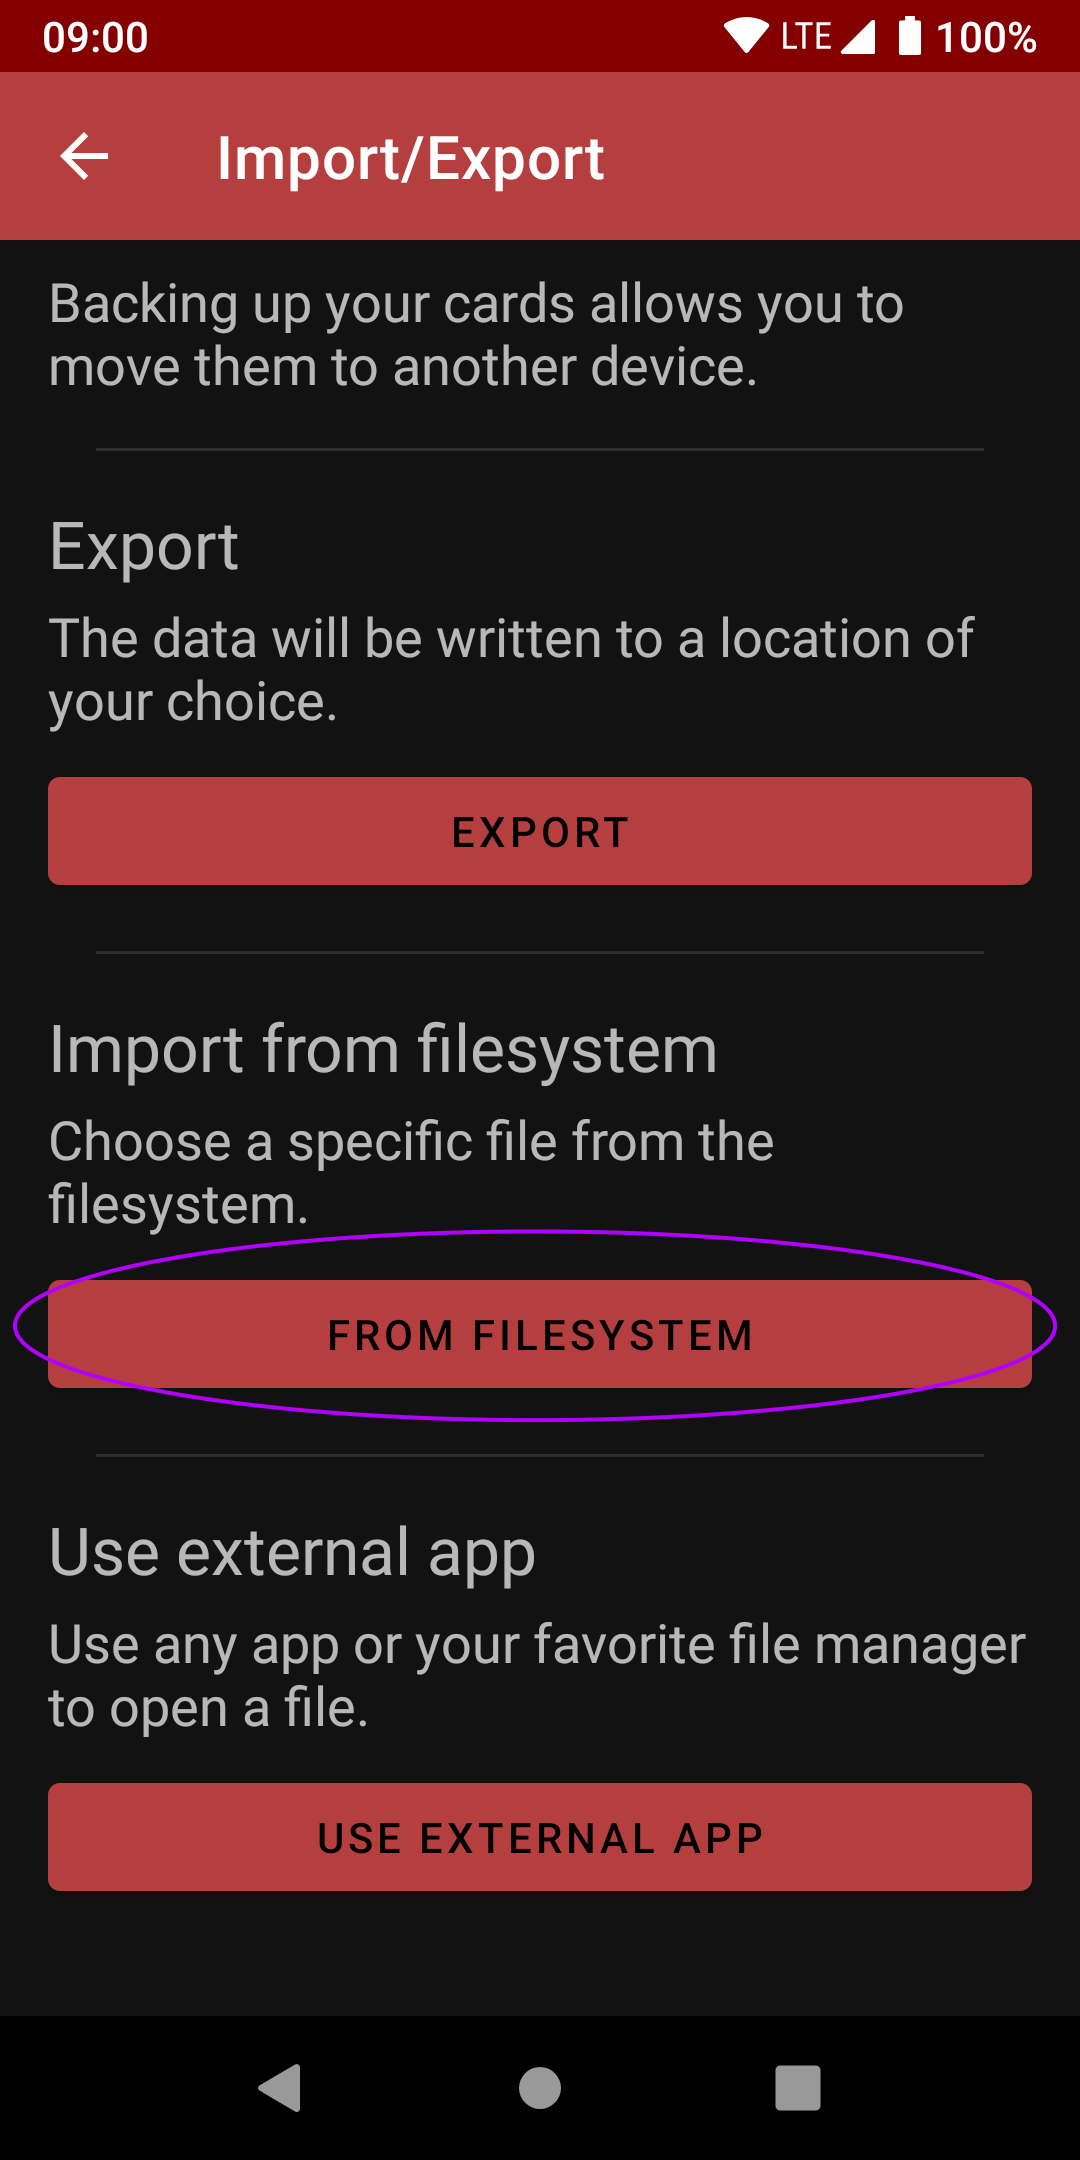 09:00 LTE 100%
Import/Export
Backing up your cards allows you to
move them to another device.
Export
The data will be written to a location of
your choice.
EXPORT
Import from filesystem
Choose a specific file from the
filesystem.
FROM FILESYSTEM
Use external app
Use any app or your favorite file manager
to open a file.
USE EXTERNAL APP